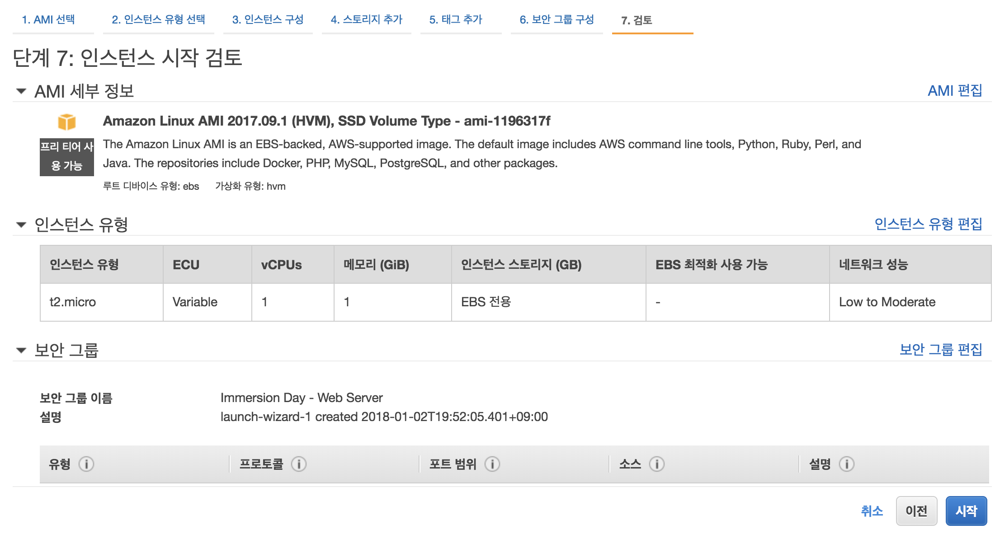 1. AMI 선택 2. 인스턴스 유형 선택 3. 인스턴스 구성 4. 스토리지 추가 5. 태그 추가 6. 보안 그룹 구성 7. 검토
단계 7: 인스턴스 시작 검토
AMI 세부 정보 AMI 편집
Amazon Linux AMI 2017.09.1 (HVM), SSD Volume Type - ami-1196317f
프리 티어 사
용 가능
The Amazon Linux AMI is an EBS-backed, AWS-supported image. The default image includes AWS command line tools, Python, Ruby, Perl, and
Java. The repositories include Docker, PHP, MySQL, PostgreSQL, and other packages.
루트 디바이스 유형: ebs 가상화 유형: hvm
인스턴스 유형 인스턴스 유형 편집
인스턴스 유형 ECU vCPUs 메모리 (GiB) 인스턴스 스토리지 (GB) EBS 최적화 사용 가능 네트워크 성능
t2.micro Variable 1 1 EBS 전용 - Low to Moderate
보안 그룹 보안 그룹 편집
보안 그룹 이름 Immersion Day - Web Server
설명 launch-wizard-1 created 2018-01-02T19:52:05.401+09:00
유형 프로토콜 포트 범위 소스 설명
취소 이전 시작